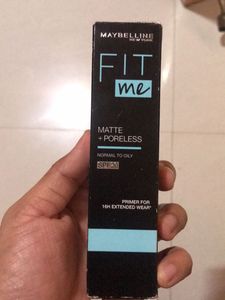 MAYBELLINE
NEW YORK
FIT
me
MATTE
+ PORELESS
NORMAL TO OILY
PRIMER FOR
16H EXTENDED WEAR*